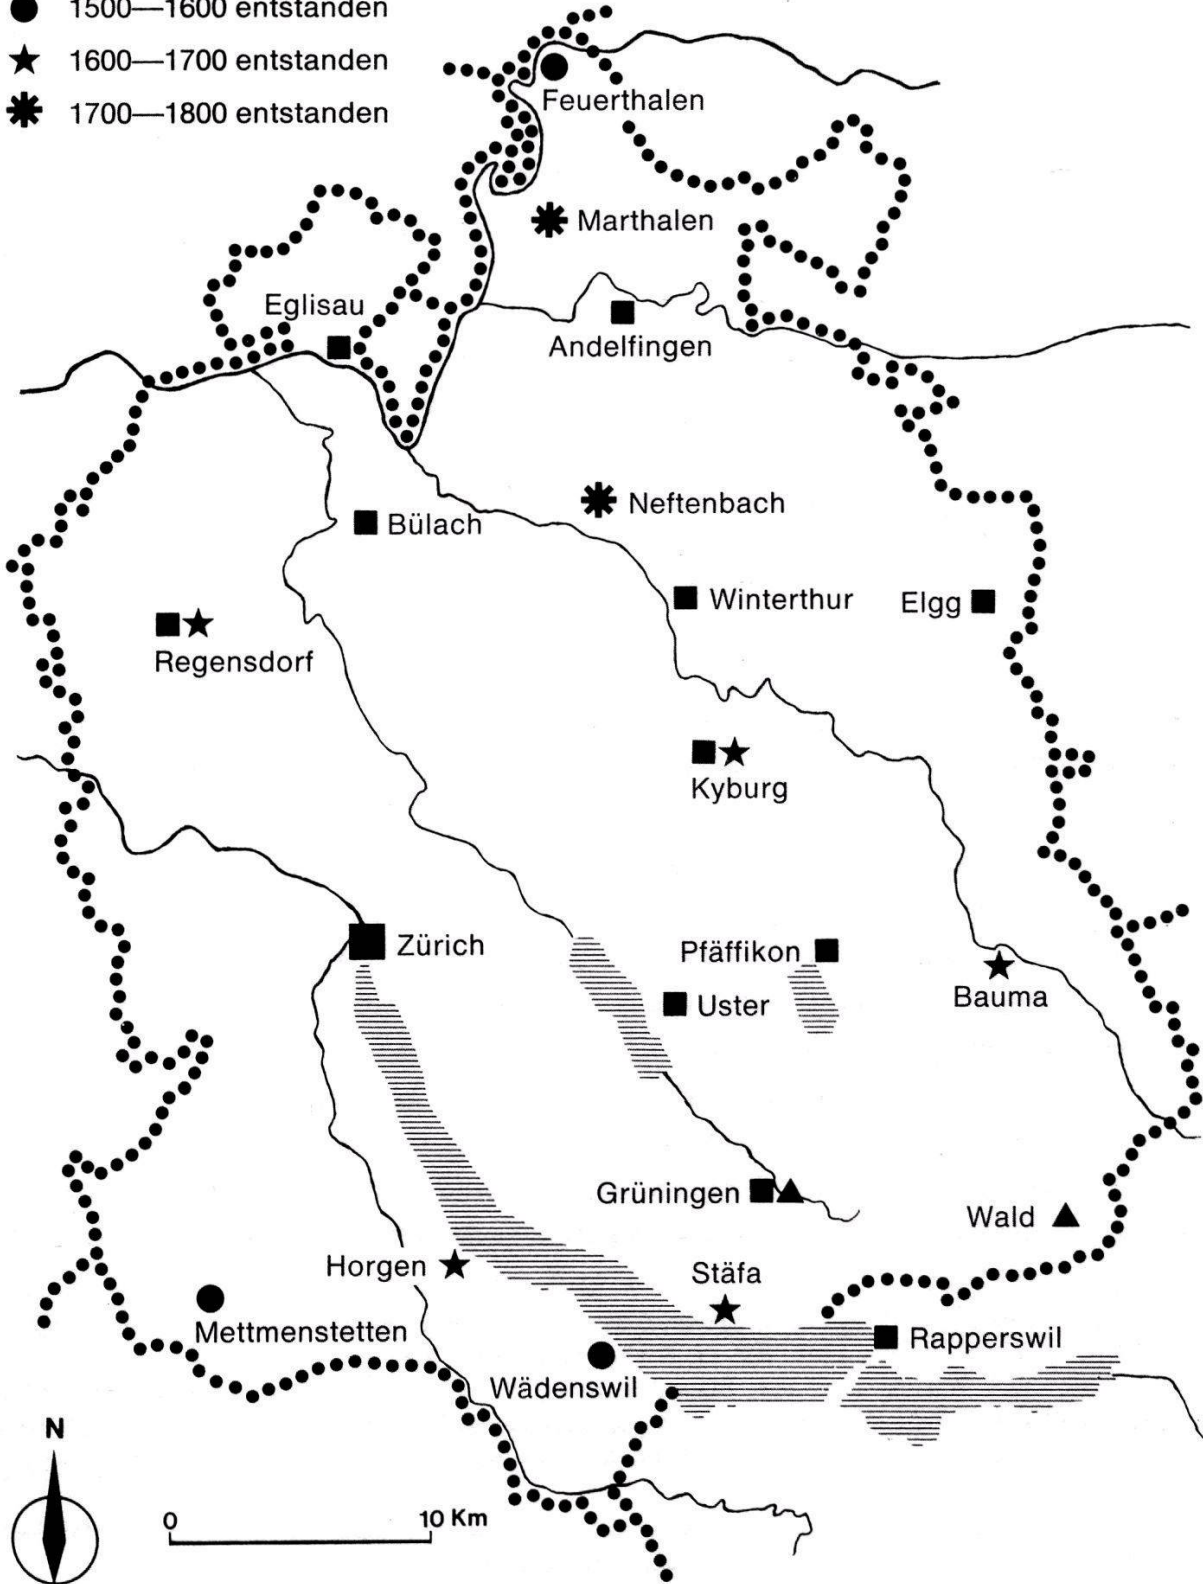 1500—1600 entstanden
1600—1700 entstanden
1700—1800 entstanden
Feuerthalen
Marthalen
Eglisau
Andelfingen
Neftenbach
Bülach
Winterthur
Elgg
Regensdorf
Kyburg
Zürich
Pfäffikon
Uster
Bauma
Grüningen
Wald
Horgen
Stäfa
Mettmenstetten
Rapperswil
Wädenswil
N
0
10 Km